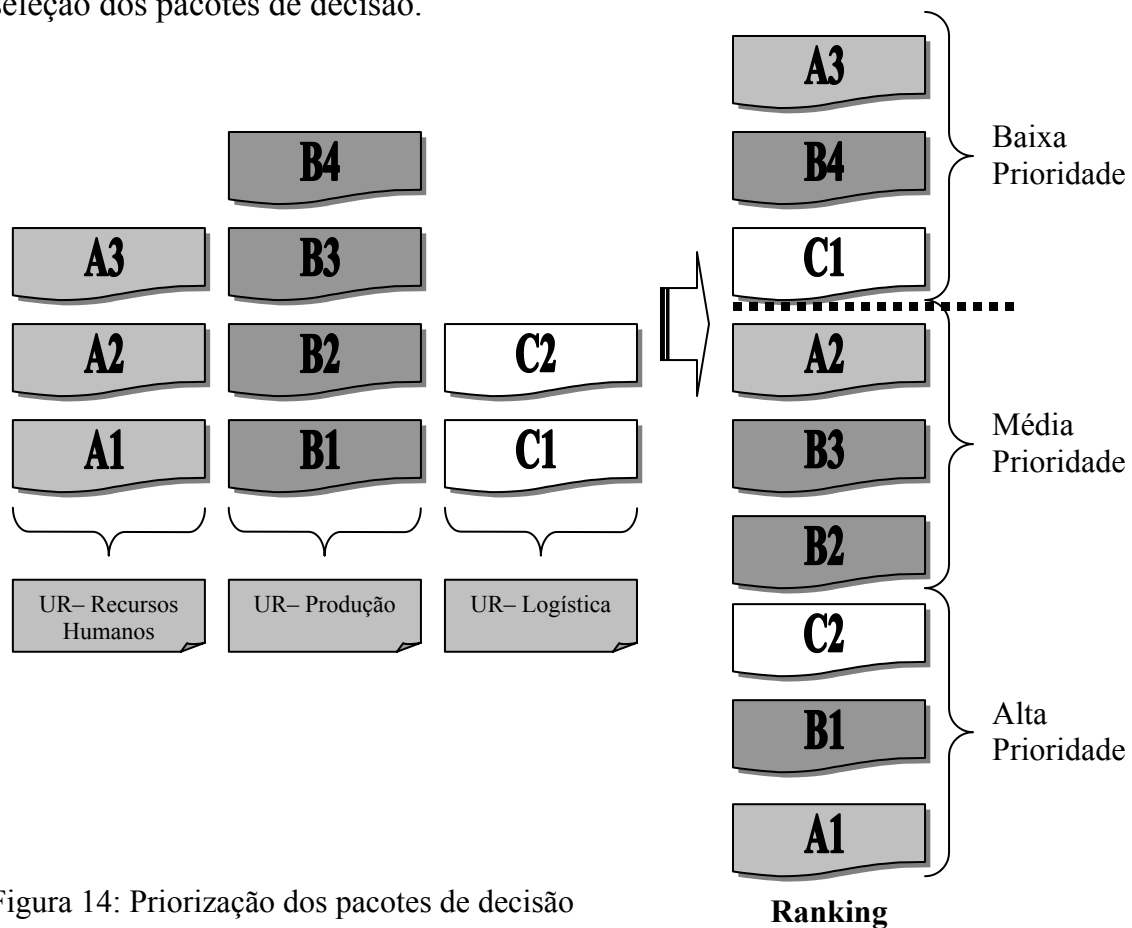 seleção dos pacotes de decisão.
B4
A3
B3
A2
B2
C2
A1
B1
C1
UR– Recursos
Humanos
UR– Produção
UR– Logística
A3
B4
C1
A2
B3
B2
C2
B1
A1
Baixa
Prioridade
Média
Prioridade
Alta
Prioridade
Ranking
Figura 14: Priorização dos pacotes de decisão